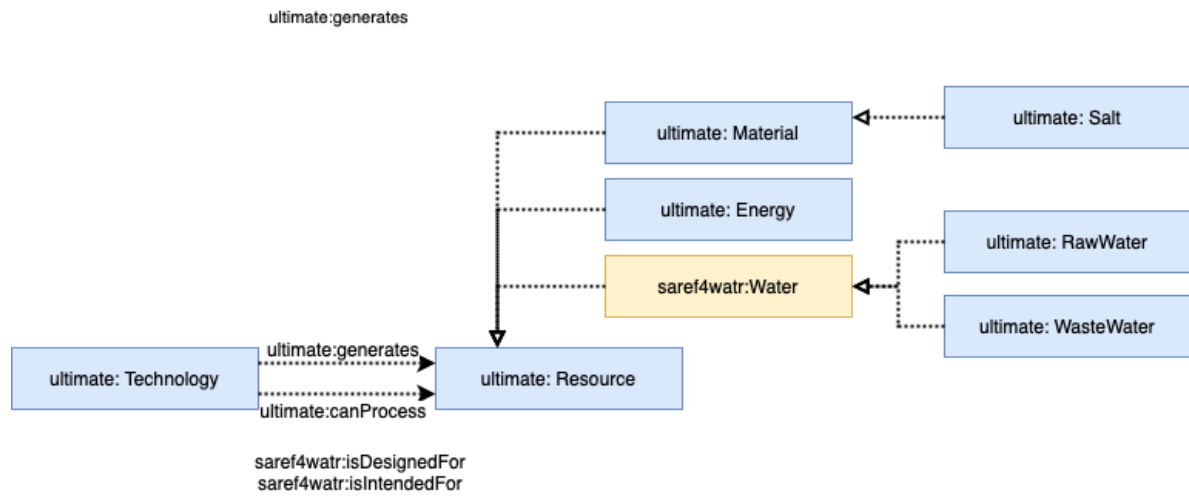 ultimate:generates
ultimate: Material
ultimate: Salt
ultimate: Energy
ultimate: RawWater
saref4watr:Water
ultimate: WasteWater
ultimate:generates
ultimate: Technology
ultimate: Resource
ultimate:canProcess
saref4watr:isDesignedFor
saref4watr:isIntendedFor